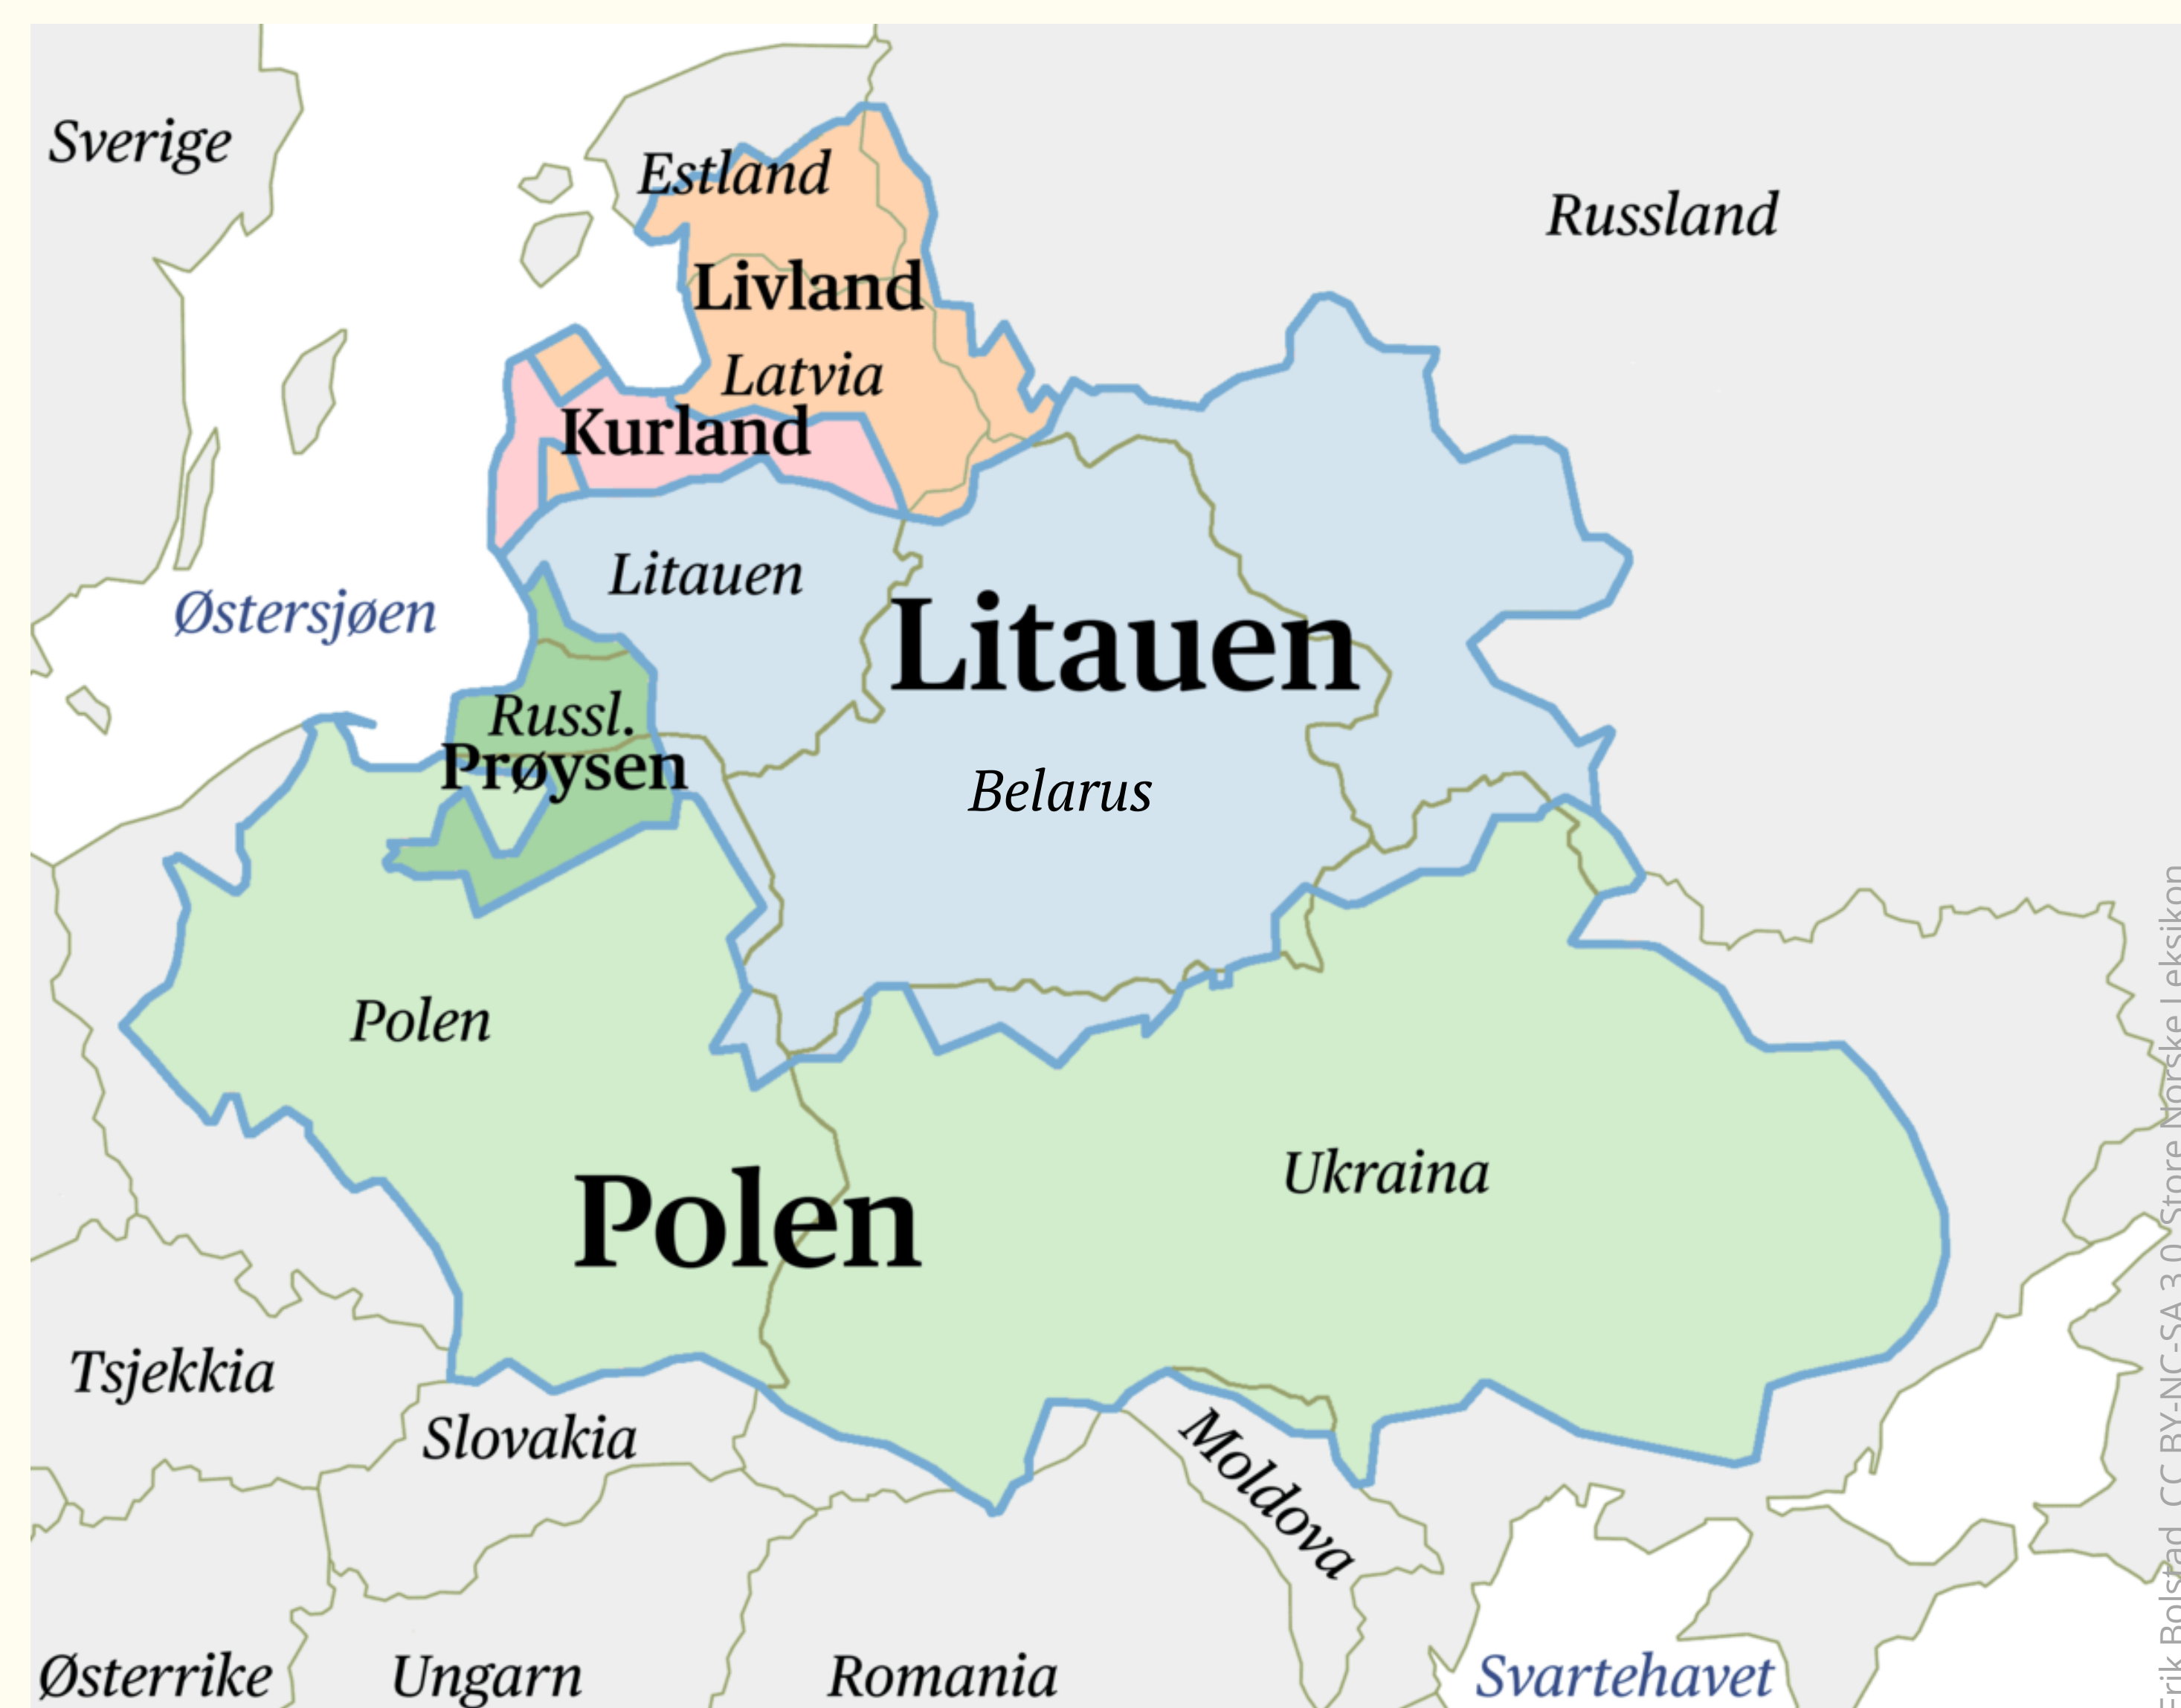 Sverige
Estland
Russland
Livland
Latvia
Kurland
Litauen
Østersjøen
Litauen
Russl.
Prøysen
Belarus
Polen
Ukraina
Polen
Tsjekkia
Slovakia
Moldova
Østerrike
Ungarn
Romania
Svartehavet
Erik Bolstad CC BY-NC-SA 3.0 Store Norske Leksikon